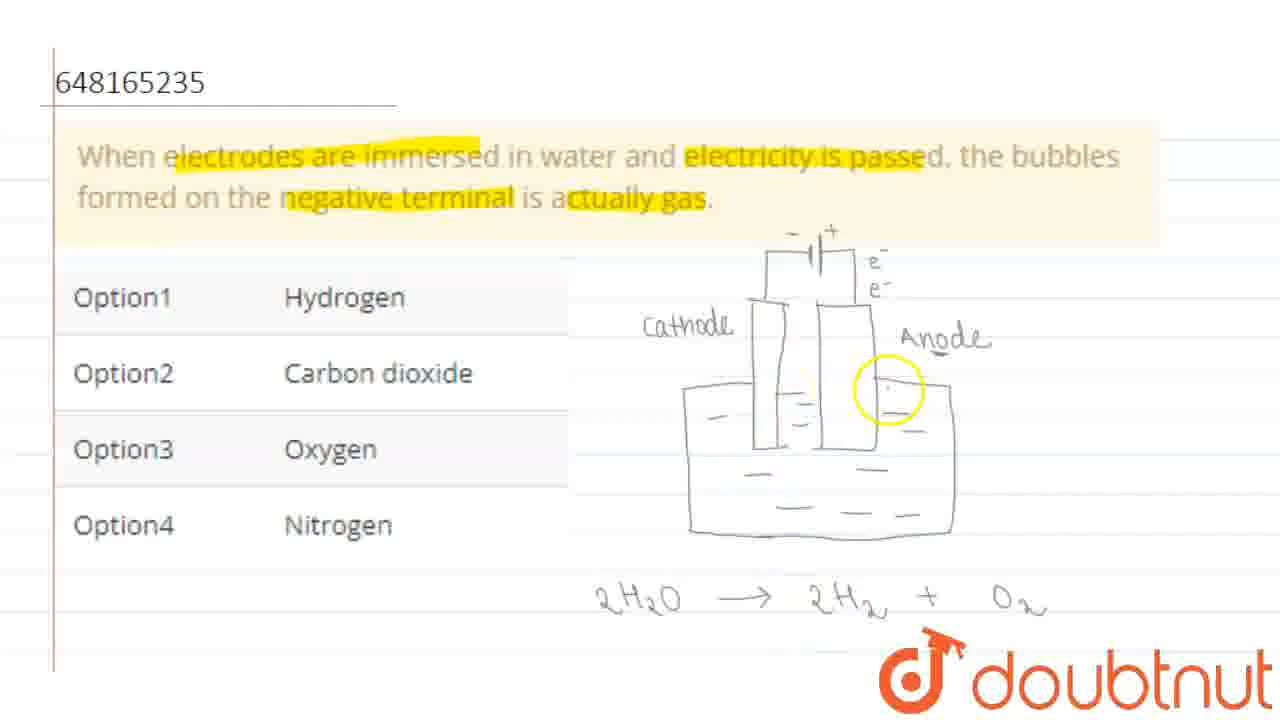 648165235
When electrodes are immersed in water and electricity is passed. the bubbles
formed on the negative terminal is actually gas.
Option1 Hydrogen
Option2 Carbon dioxide
Option3 Oxygen
Option4 Nitrogen
- +
e-
e-
Cathode
Anode
2H2O → 2H2 + O2
doubtnut